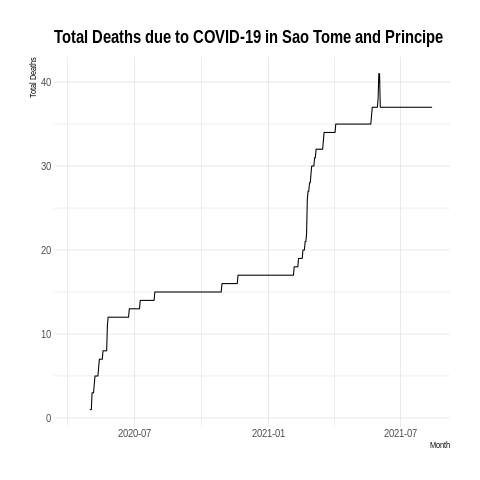 Total Deaths due to COVID-19 in Sao Tome and Principe
Total Deaths
40
30
20
10
0
2020-07
2021-01
2021-07
Month